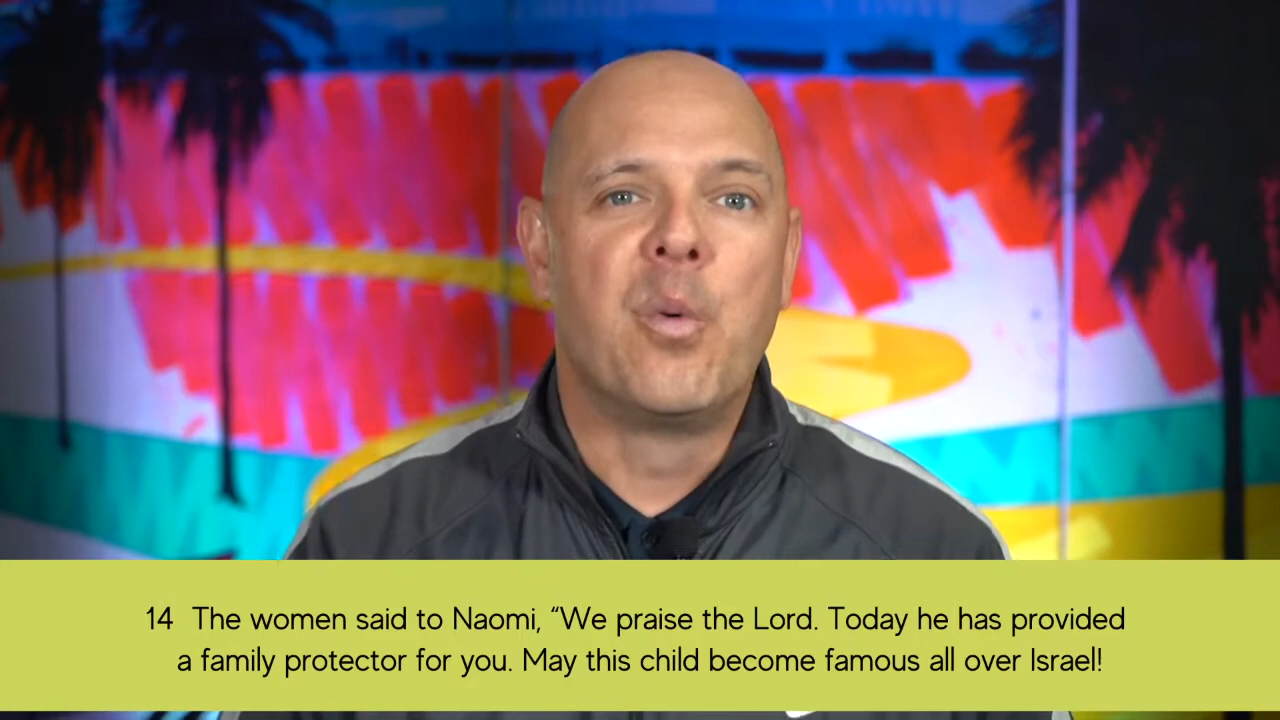 14 The women said to Naomi, “We praise the Lord. Today he has provided
a family protector for you. May this child become famous all over Israel!